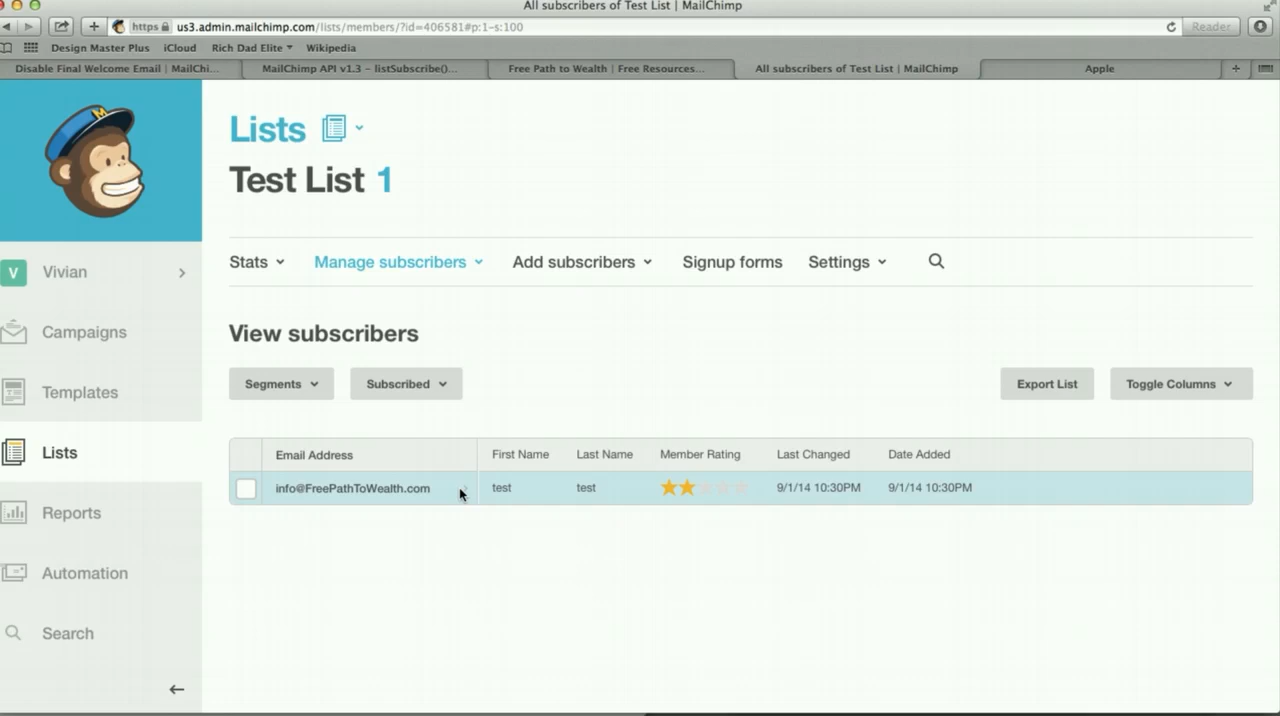 All subscribers of Test List | MailChimp
https us3.admin.mailchimp.com/lists/members/?id=406581#p:1-s:100 Reader
Design Master Plus iCloud Rich Dad Elite Wikipedia
Disable Final Welcome Email | MailChi... MailChimp API v1.3 – listSubscribe()... Free Path to Wealth | Free Resources... All subscribers of Test List | MailChimp Apple +
M
Lists
Test List 1
Stats Manage subscribers Add subscribers Signup forms Settings
V Vivian
Campaigns
Templates
Lists
Reports
Automation
Search
View subscribers
Segments Subscribed Export List Toggle Columns
Email Address First Name Last Name Member Rating Last Changed Date Added
info@FreePathToWealth.com test test 9/1/14 10:30PM 9/1/14 10:30PM